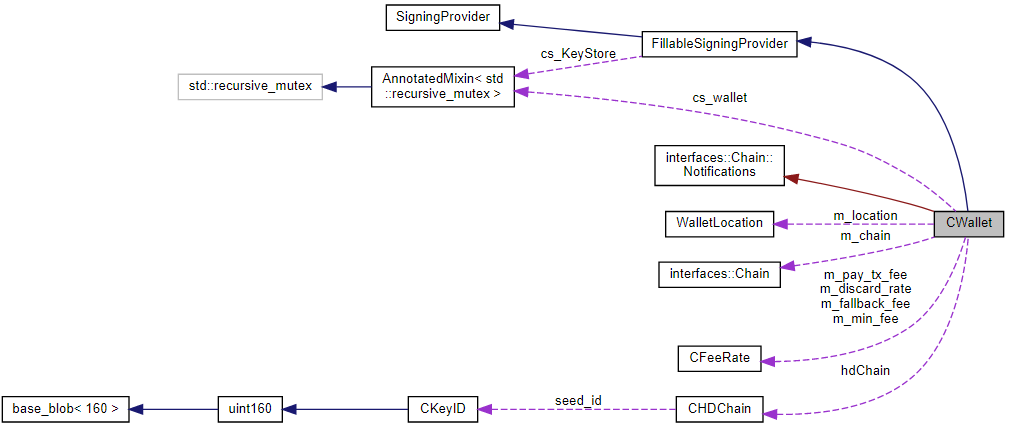 SigningProvider
FillableSigningProvider
cs_KeyStore
std::recursive_mutex
AnnotatedMixin< std
::recursive_mutex >
cs_wallet
interfaces::Chain::
Notifications
WalletLocation
m_location
CWallet
m_chain
interfaces::Chain
m_pay_tx_fee
m_discard_rate
m_fallback_fee
m_min_fee
CFeeRate
hdChain
base_blob< 160 >
uint160
CKeyID
seed_id
CHDChain